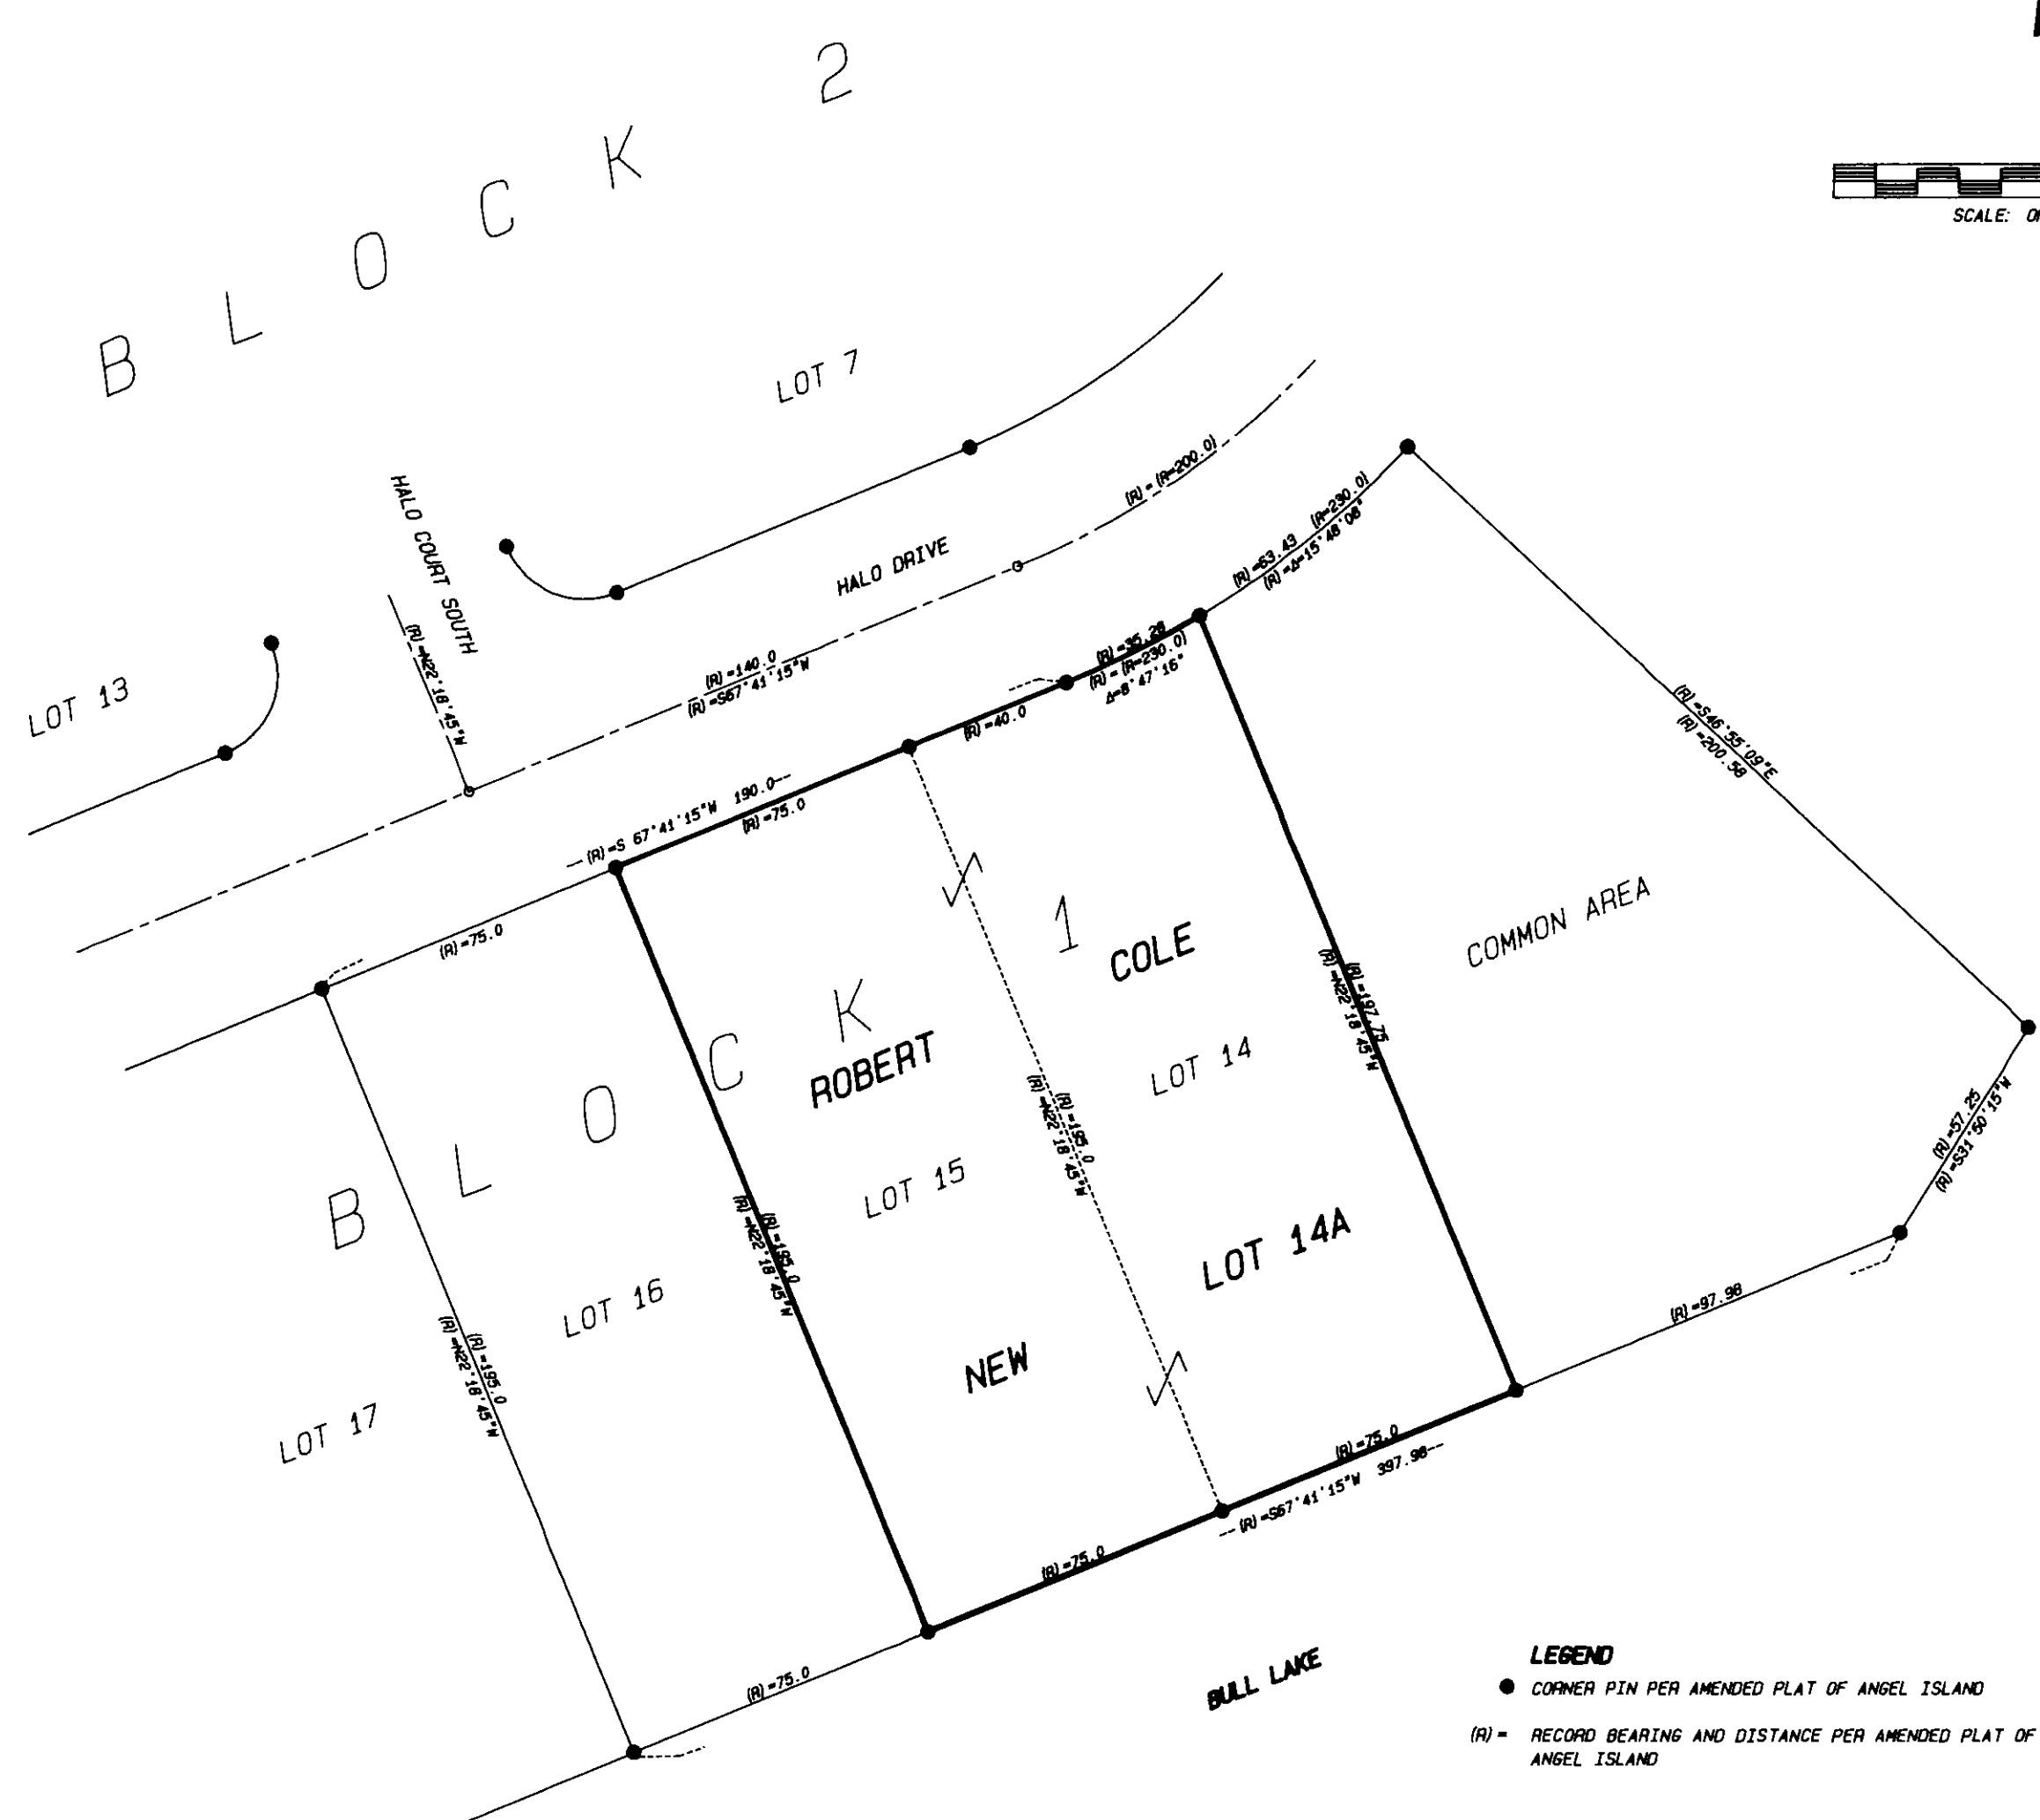 BLOCK 2
SCALE:
LOT 7
HALO COURT SOUTH
(R)=N22°18'45"W
LOT 13
HALO DRIVE
(R)=(R=200.0)
(R)=140.0
(R)=S67°41'15"W
(R)=63.43 (R=230.0)
(R)=Δ=15°48'08"
(R)=35.28
(R)=(R=230.0)
Δ=8°47'16"
(R)=40.0
(R)=S 67°41'15"W 190.0
(R)=75.0
(R)=75.0
(R)=S46°55'09"E
(R)=200.58
COMMON AREA
(R)=57.25
(R)=S31°50'15"W
(R)=97.98
BLOCK 1
ROBERT COLE
LOT 14
LOT 15
LOT 16
LOT 17
NEW LOT 14A
(R)=197.75
(R)=N22°18'45"W
(R)=195.0
(R)=N22°18'45"W
(R)=195.0
(R)=N22°18'45"W
(R)=195.0
(R)=N22°18'45"W
(R)=75.0
(R)=S67°41'15"W 397.98
(R)=75.0
(R)=75.0
BULL LAKE
LEGEND
CORNER PIN PER AMENDED PLAT OF ANGEL ISLAND
(R)= RECORD BEARING AND DISTANCE PER AMENDED PLAT OF
ANGEL ISLAND